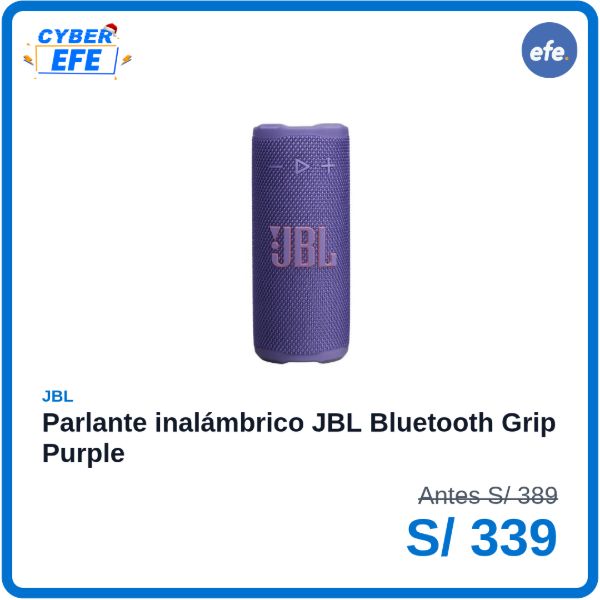 CYBER
EFE
efe.
JBL
JBL
Parlante inalámbrico JBL Bluetooth Grip
Purple
Antes S/ 389
S/ 339